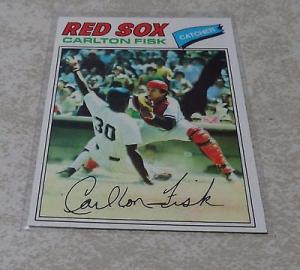 RED SOX
CARLTON FISK
CATCHER
30
Carlton Fisk